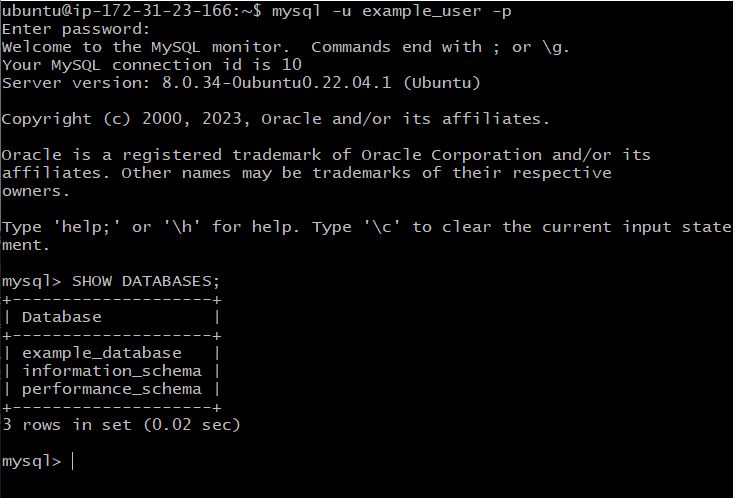 ubuntu@ip-172-31-23-166:~$ mysql -u example_user -p
Enter password:
Welcome to the MySQL monitor.  Commands end with ; or \g.
Your MySQL connection id is 10
Server version: 8.0.34-0ubuntu0.22.04.1 (Ubuntu)

Copyright (c) 2000, 2023, Oracle and/or its affiliates.

Oracle is a registered trademark of Oracle Corporation and/or its
affiliates. Other names may be trademarks of their respective
owners.

Type 'help;' or '\h' for help. Type '\c' to clear the current input state
ment.

mysql> SHOW DATABASES;
+--------------------+
| Database           |
+--------------------+
| example_database   |
| information_schema |
| performance_schema |
+--------------------+
3 rows in set (0.02 sec)

mysql>